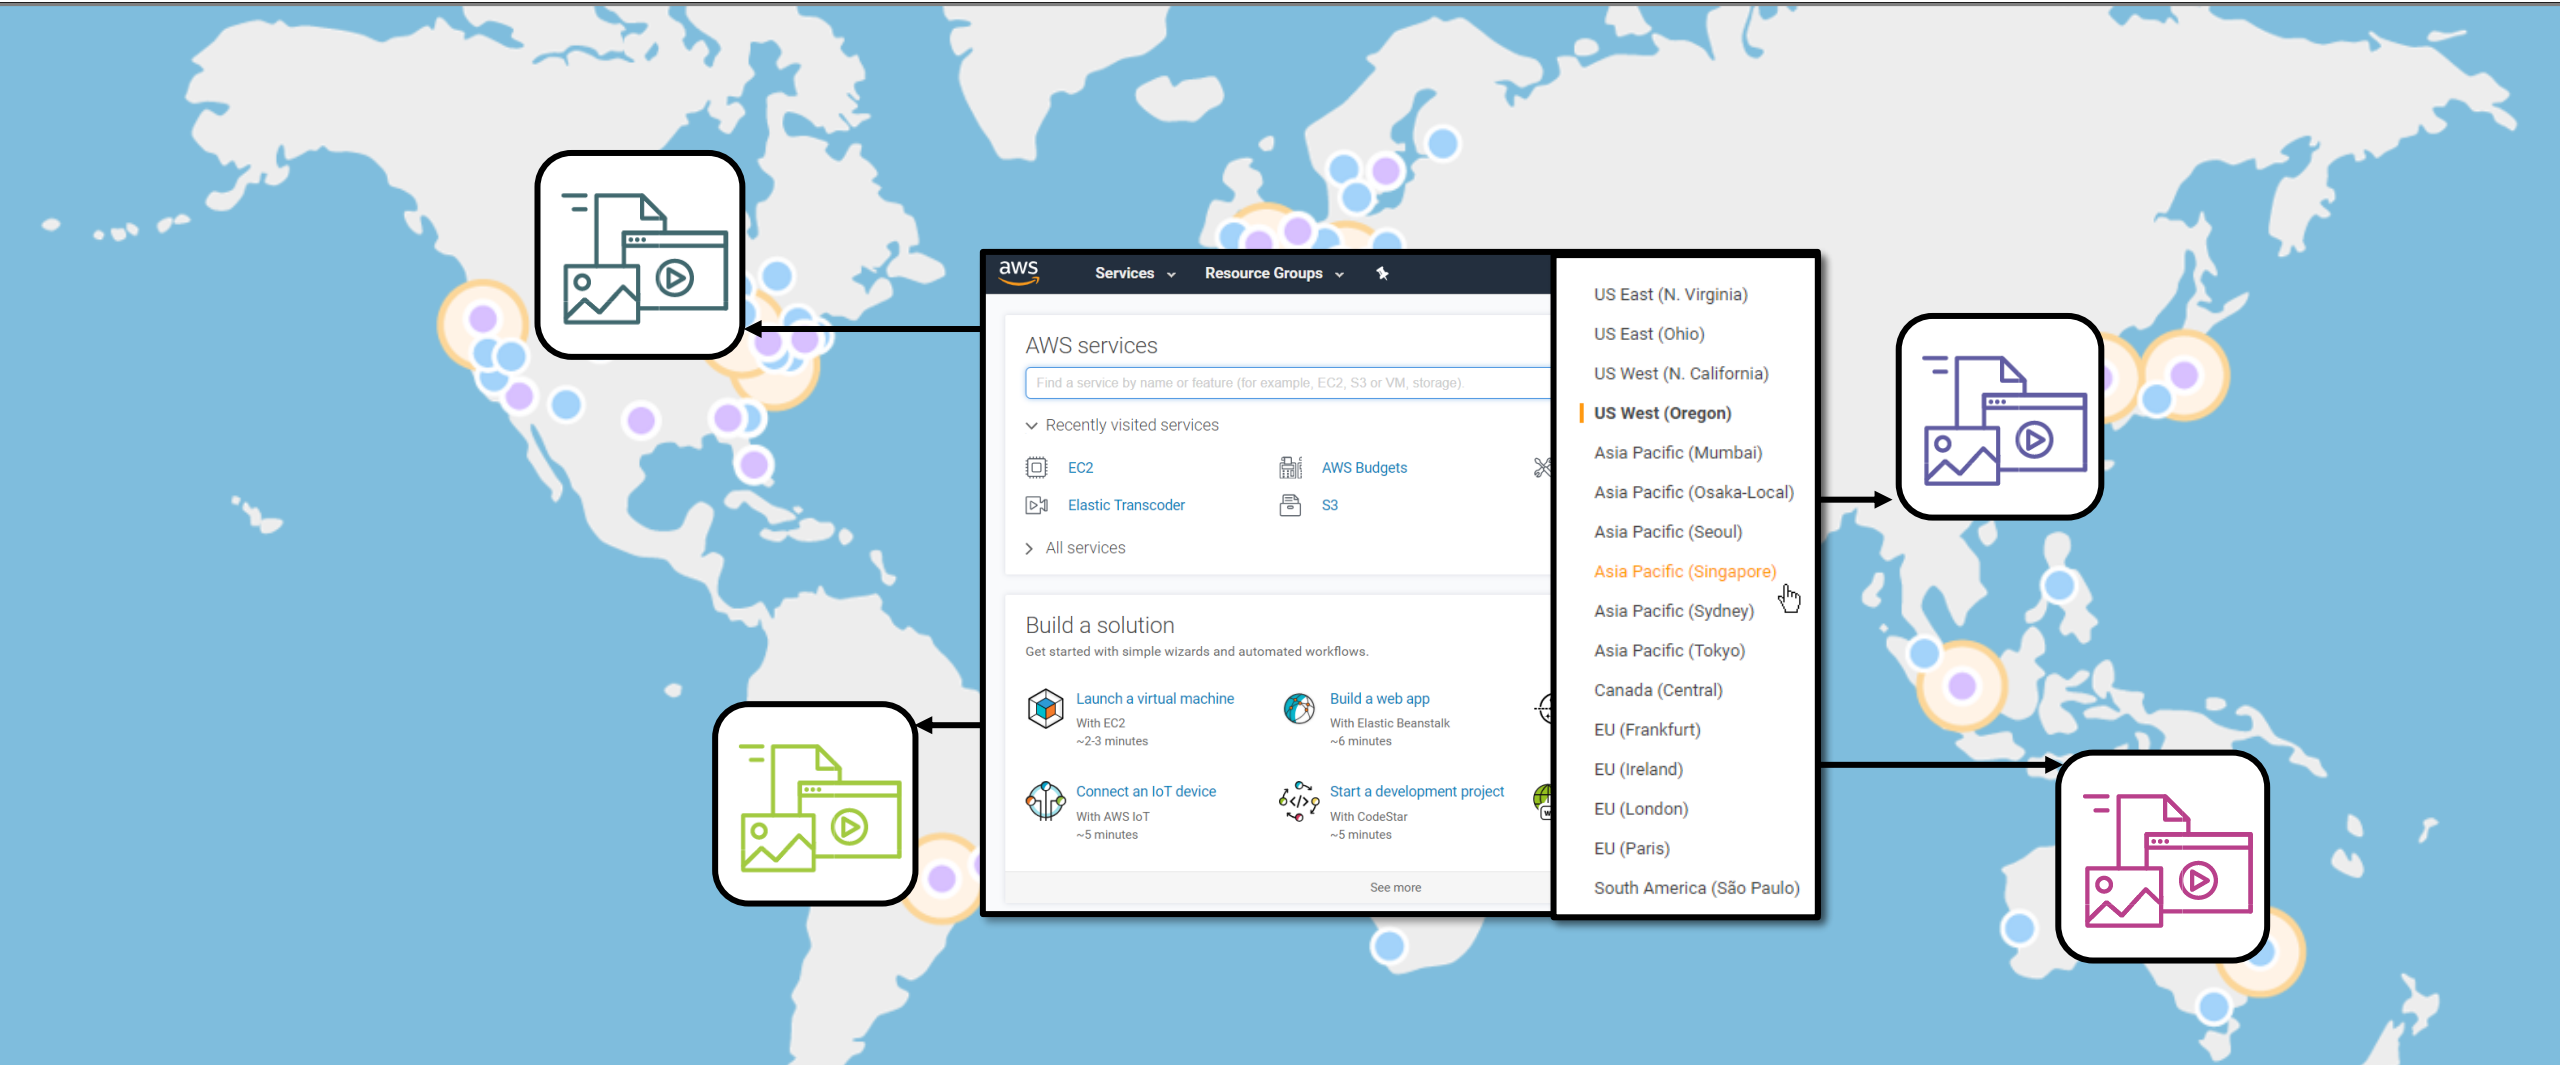 aws
Services
Resource Groups
AWS services
Find a service by name or feature (for example, EC2, S3 or VM, storage).
Recently visited services
EC2
AWS Budgets
Elastic Transcoder
S3
All services
Build a solution
Get started with simple wizards and automated workflows.
Launch a virtual machine
With EC2
~2-3 minutes
Build a web app
With Elastic Beanstalk
~6 minutes
Connect an IoT device
With AWS IoT
~5 minutes
Start a development project
With CodeStar
~5 minutes
See more
US East (N. Virginia)
US East (Ohio)
US West (N. California)
US West (Oregon)
Asia Pacific (Mumbai)
Asia Pacific (Osaka-Local)
Asia Pacific (Seoul)
Asia Pacific (Singapore)
Asia Pacific (Sydney)
Asia Pacific (Tokyo)
Canada (Central)
EU (Frankfurt)
EU (Ireland)
EU (London)
EU (Paris)
South America (São Paulo)